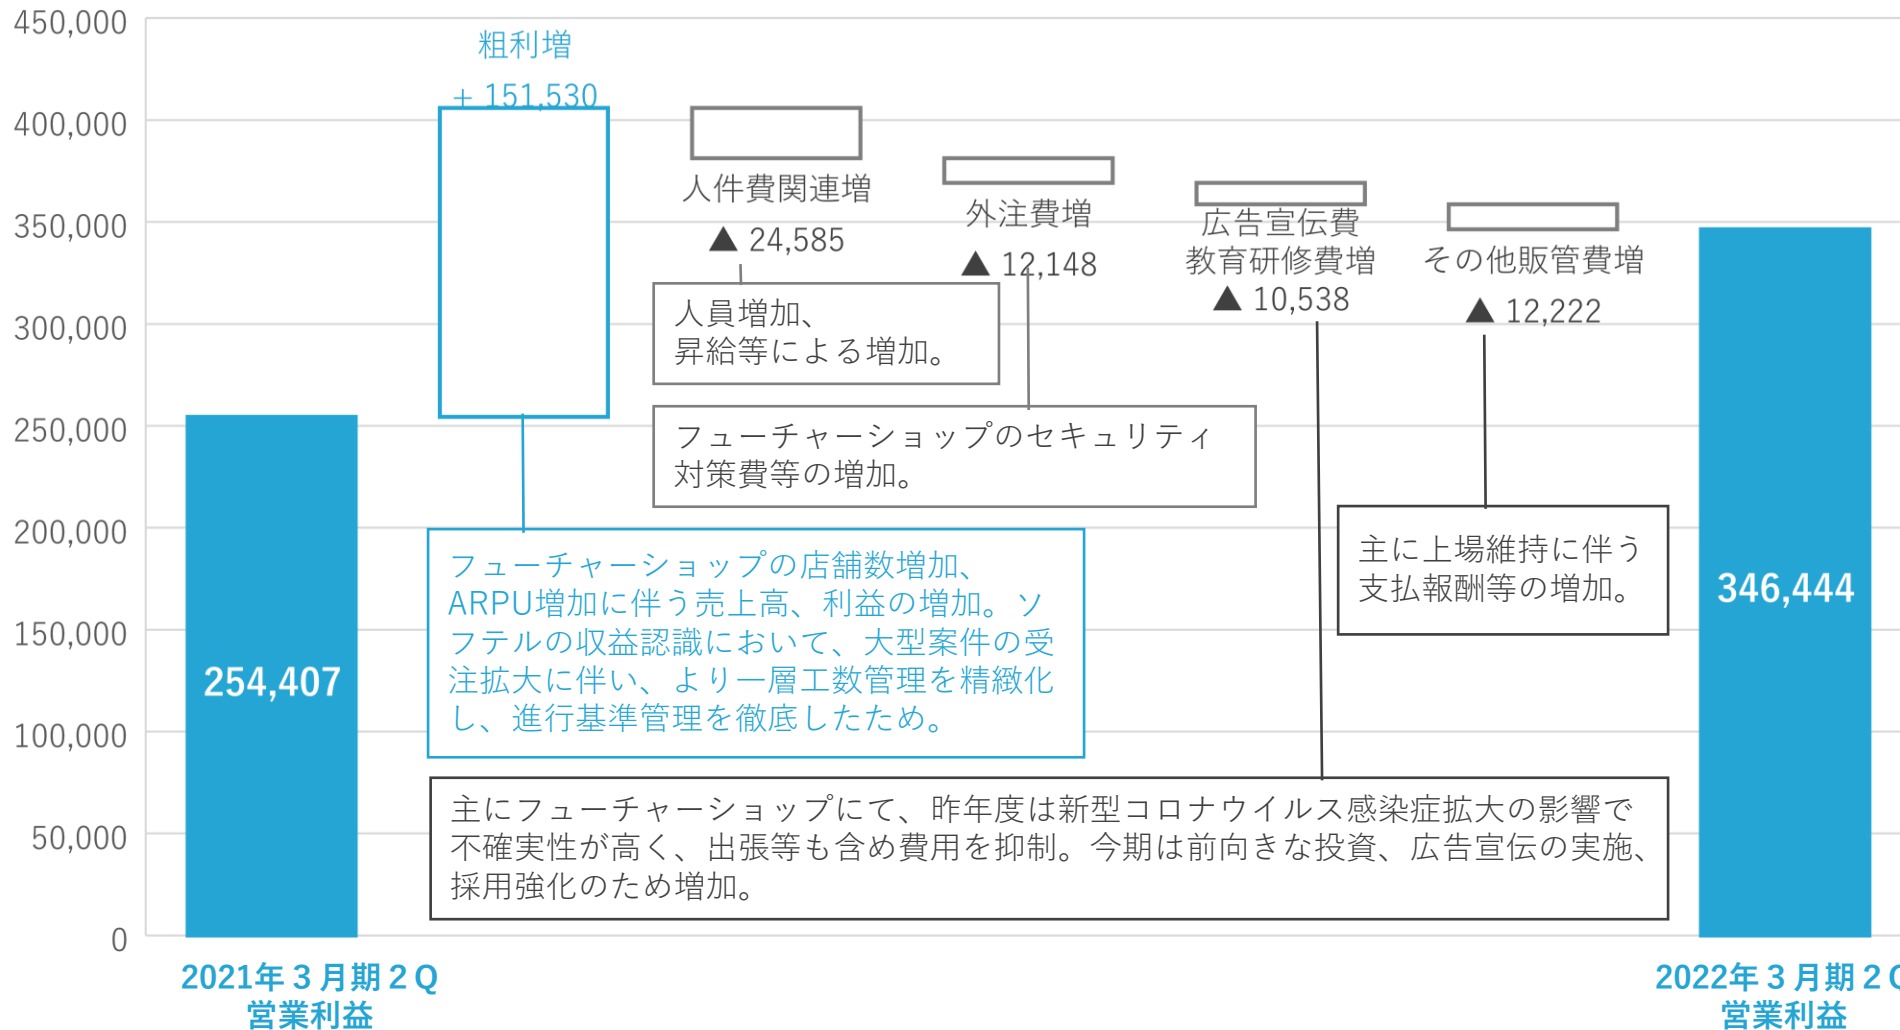 450,000
400,000
350,000
300,000
250,000
200,000
150,000
100,000
50,000
0
粗利増
+ 151,530
人件費関連増
▲ 24,585
外注費増
▲ 12,148
広告宣伝費
教育研修費増
▲ 10,538
その他販管費増
▲ 12,222
人員増加、
昇給等による増加。
フューチャーショップのセキュリティ
対策費等の増加。
フューチャーショップの店舗数増加、
ARPU増加に伴う売上高、利益の増加。ソ
フテルの収益認識において、大型案件の受
注拡大に伴い、より一層工数管理を精緻化
し、進行基準管理を徹底したため。
主に上場維持に伴う
支払報酬等の増加。
主にフューチャーショップにて、昨年度は新型コロナウイルス感染症拡大の影響で
不確実性が高く、出張等も含め費用を抑制。今期は前向きな投資、広告宣伝の実施、
採用強化のため増加。
254,407
346,444
2021年３月期２Q
営業利益
2022年３月期２Q
営業利益